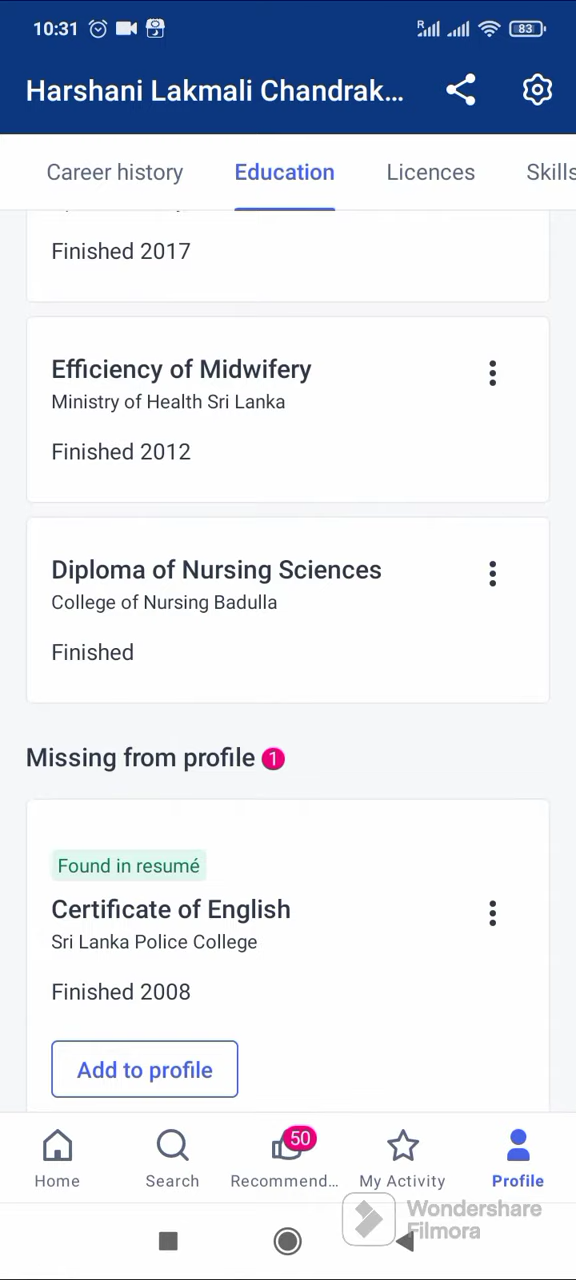 10:31
R
83
Harshani Lakmali Chandrak...
Career history
Education
Licences
Skills
Finished 2017
Efficiency of Midwifery
Ministry of Health Sri Lanka
Finished 2012
Diploma of Nursing Sciences
College of Nursing Badulla
Finished
Missing from profile 1
Found in resumé
Certificate of English
Sri Lanka Police College
Finished 2008
Add to profile
50
Home
Search
Recommend...
My Activity
Profile
Wondershare
Filmora